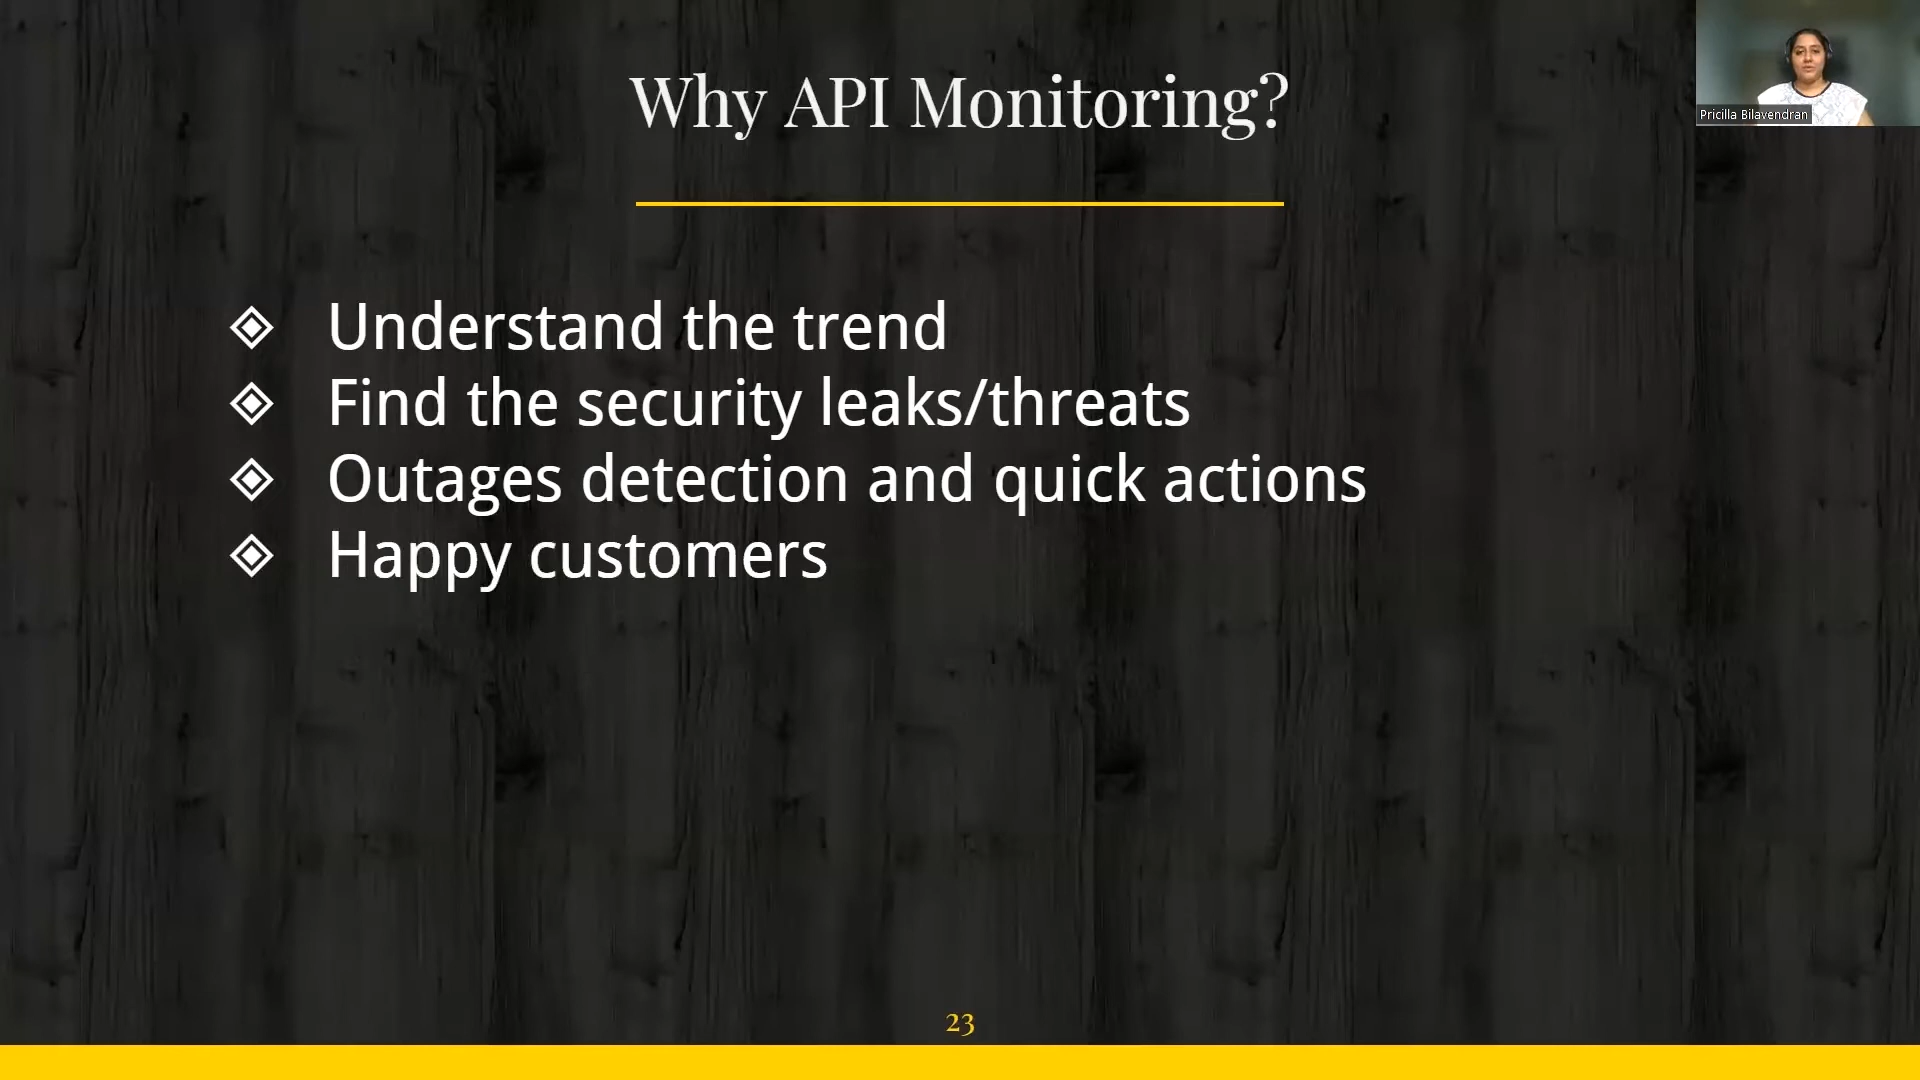 Why API Monitoring?
Pricilla Bilavendran
Understand the trend
Find the security leaks/threats
Outages detection and quick actions
Happy customers
23